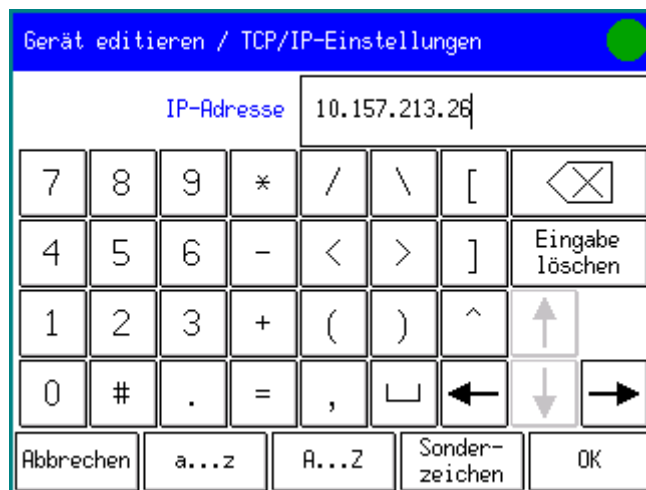 Gerät editieren / TCP/IP-Einstellungen
IP-Adresse 10.157.213.26
7 8 9 * / \ [
4 5 6 - < > ] Eingabe löschen
1 2 3 + ( ) ^
0 # . = ,
Abbrechen a...z A...Z Sonder-zeichen OK